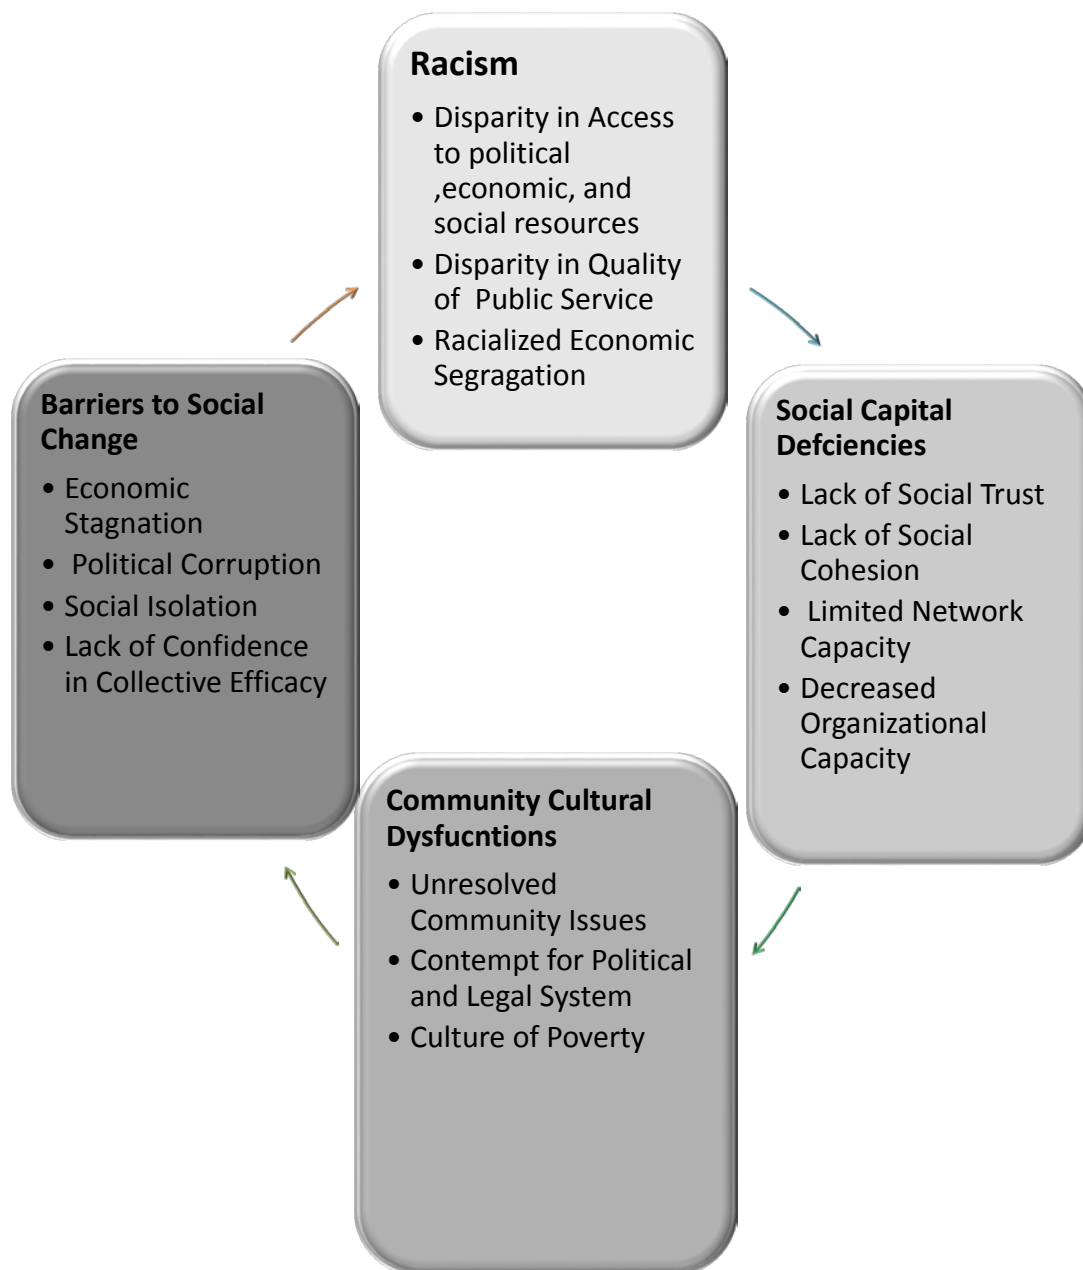 Racism
• Disparity in Access
to political
,economic, and
social resources
• Disparity in Quality
of Public Service
• Racialized Economic
Segragation
Social Capital
Defciencies
• Lack of Social Trust
• Lack of Social
Cohesion
• Limited Network
Capacity
• Decreased
Organizational
Capacity
Community Cultural
Dysfucntions
• Unresolved
Community Issues
• Contempt for Political
and Legal System
• Culture of Poverty
Barriers to Social
Change
• Economic
Stagnation
• Political Corruption
• Social Isolation
• Lack of Confidence
in Collective Efficacy